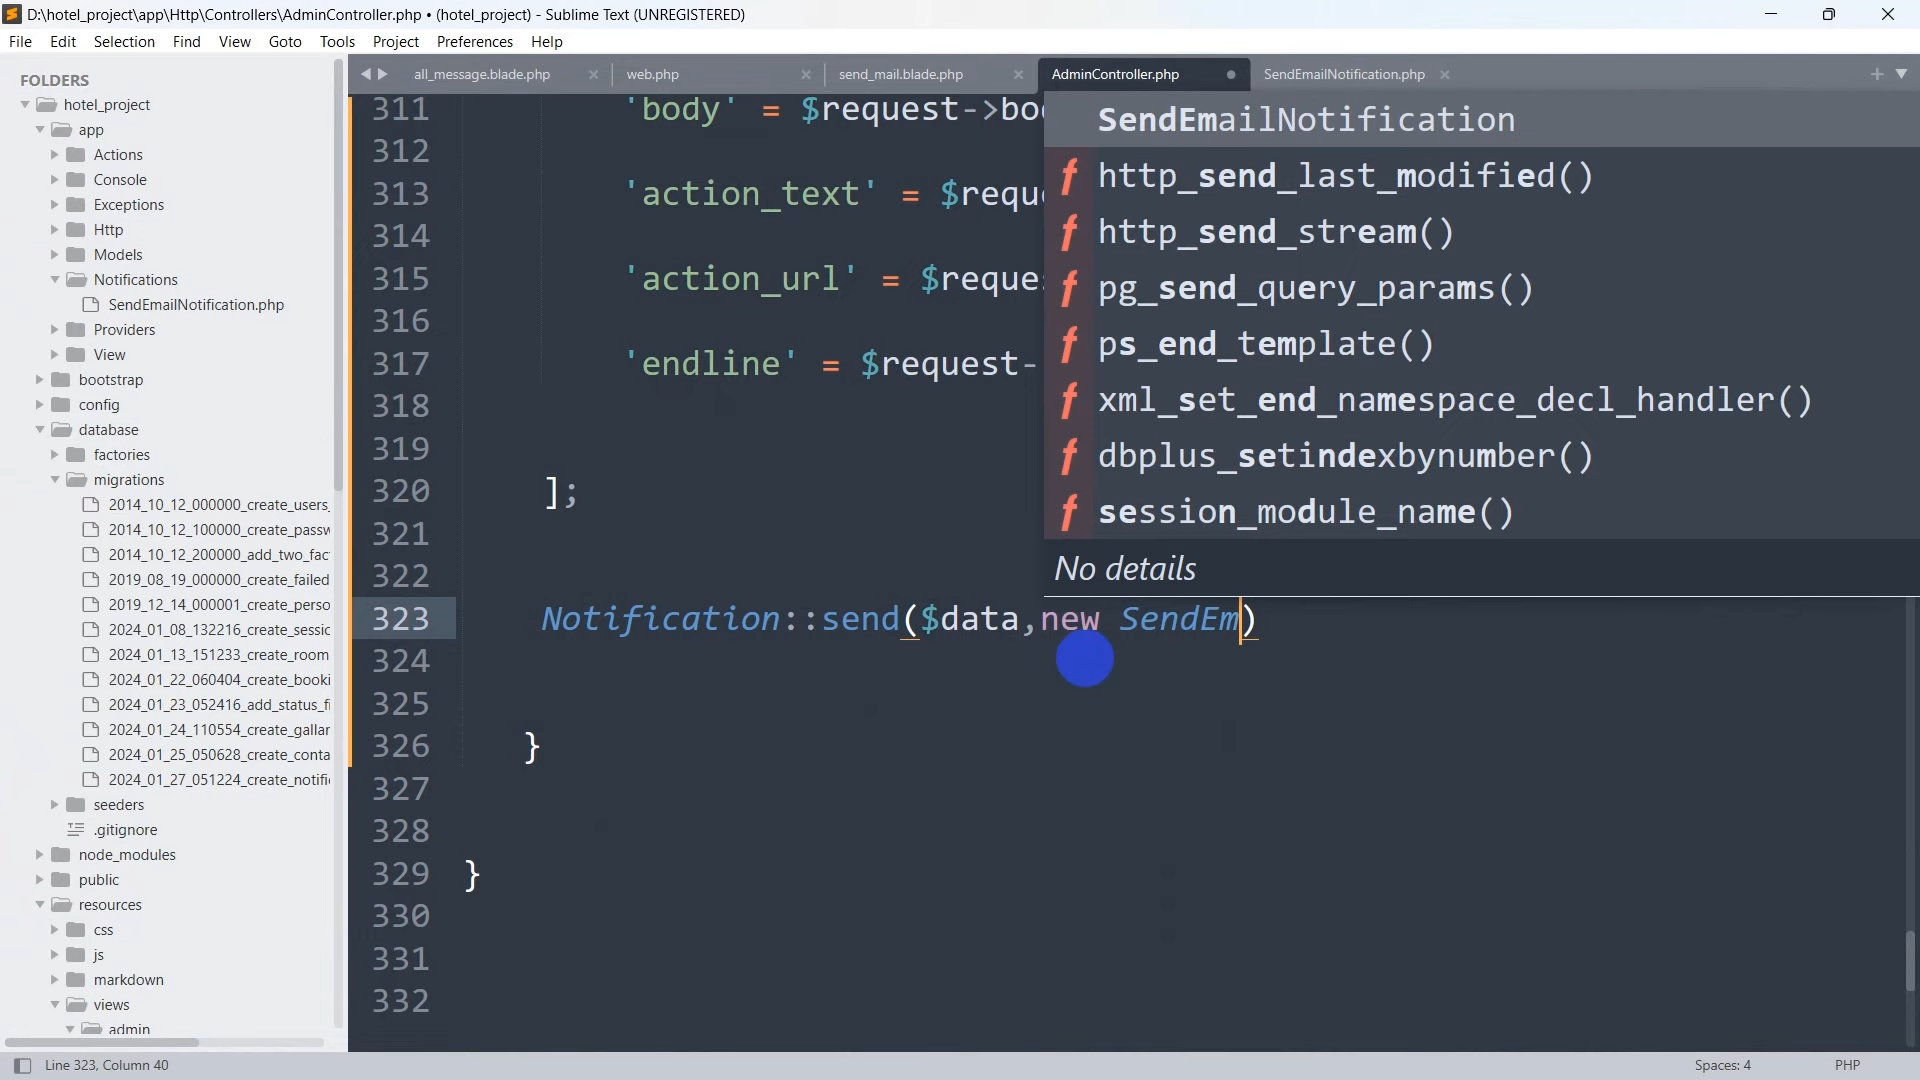 D:\hotel_project\app\Http\Controllers\AdminController.php • (hotel_project) - Sublime Text (UNREGISTERED)
File Edit Selection Find View Goto Tools Project Preferences Help
FOLDERS
hotel_project
app
Actions
Console
Exceptions
Http
Models
Notifications
SendEmailNotification.php
Providers
View
bootstrap
config
database
factories
migrations
2014_10_12_000000_create_users_
2014_10_12_100000_create_passw
2014_10_12_200000_add_two_fac
2019_08_19_000000_create_failed
2019_12_14_000001_create_perso
2024_01_08_132216_create_sessio
2024_01_13_151233_create_room
2024_01_22_060404_create_booki
2024_01_23_052416_add_status_fi
2024_01_24_110554_create_gallar
2024_01_25_050628_create_conta
2024_01_27_051224_create_notifi
seeders
.gitignore
node_modules
public
resources
css
js
markdown
views
admin
all_message.blade.php web.php send_mail.blade.php AdminController.php SendEmailNotification.php
311 'body' = $request->bo
312
313 'action_text' = $requ
314
315 'action_url' = $reque
316
317 'endline' = $request-
318
319
320 ];
321
322
323 Notification::send($data,new SendEm)
324
325
326 }
327
328
329 }
330
331
332
SendEmailNotification
f http_send_last_modified()
f http_send_stream()
f pg_send_query_params()
f ps_end_template()
f xml_set_end_namespace_decl_handler()
f dbplus_setindexbynumber()
f session_module_name()
No details
Line 323, Column 40 Spaces: 4 PHP